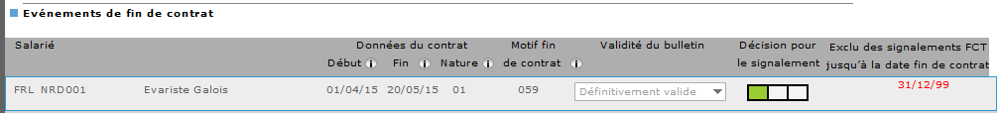 Evénements de fin de contrat
Salarié Données du contrat Motif fin Validité du bulletin Décision pour Exclu des signalements FCT
Début i Fin i Nature i de contrat i le signalement jusqu'à la date fin de contrat
FRL NRD001 Evariste Galois 01/04/15 20/05/15 01 059 Définitivement valide 31/12/99